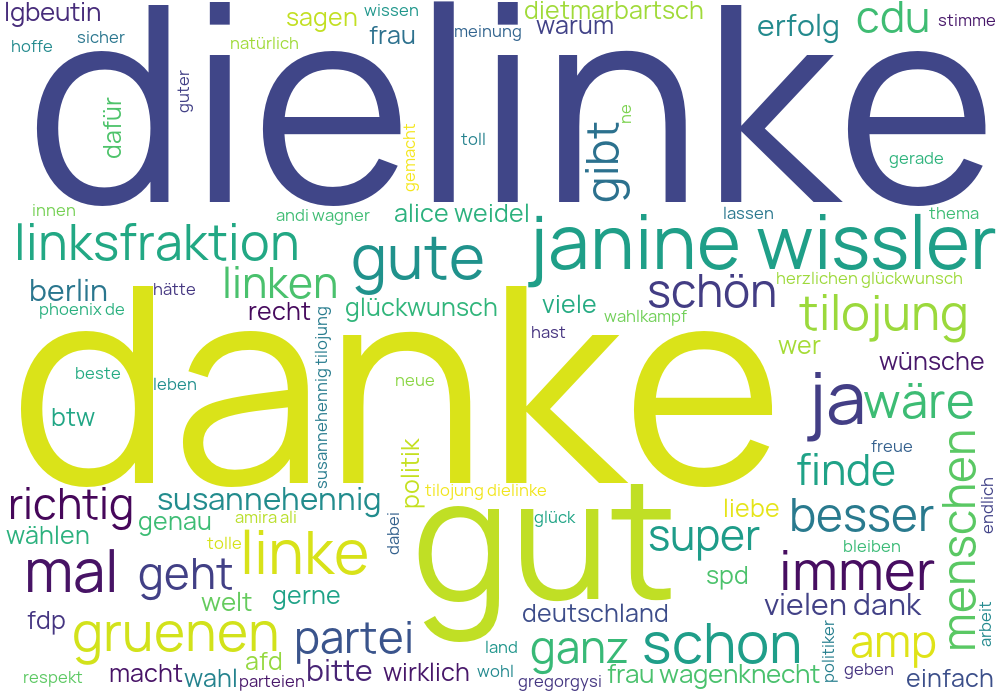 lgbeutin
sagen
wissen
dietmarbartsch
cdu
stimme
hoffe
sicher
natürlich
frau
meinung
warum
erfolg
dielinke
dafür
guter
gemacht
toll
gibt
ne
gerade
innen
andi wagner
alice weidel
lassen
thema
linksfraktion
gute
janine wissler
berlin
hätte
linken
schön
herzlichen glückwunsch
phoenix de
recht
glückwunsch
viele
wahlkampf
tilojung
danke
susannehennig tilojung
hast
wer
wünsche
beste
leben
neue
ja
wäre
btw
politik
freue
menschen
finde
endlich
richtig
susannehennig
tilojung dielinke
liebe
besser
wählen
genau
amira ali
dabei
gut
glück
super
tolle
linke
bleiben
mal
geht
spd
immer
welt
gerne
deutschland
vielen dank
arbeit
fdp
gruenen
partei
land
ganz
schon
politiker
amp
respekt
macht
wahl
afd
parteien
bitte
wirklich
wohl
gregorgysi
frau wagenknecht
geben
einfach